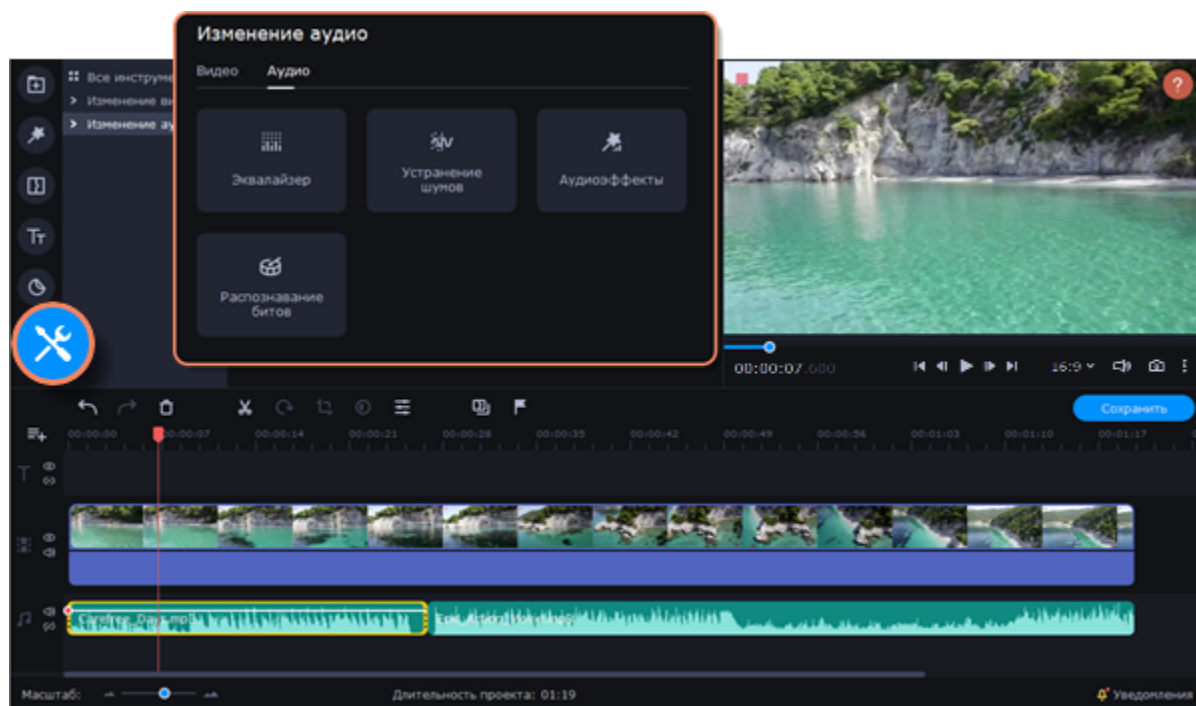 Изменение аудио
Видео Аудио
Все инструме
Изменение ви
Изменение ау
Эквалайзер
Устранение
шумов
Аудиоэффекты
Распознавание
битов
Тт
?
00:00:07.600
16:9
Сохранить
00:00:00 00:00:07 00:00:14 00:00:21 00:00:28 00:00:35 00:00:42 00:00:49 00:00:56 00:01:03 00:01:10 00:01:17
T
Carefree_Days.mp3
Масштаб:
Длительность проекта: 01:19
Уведомления